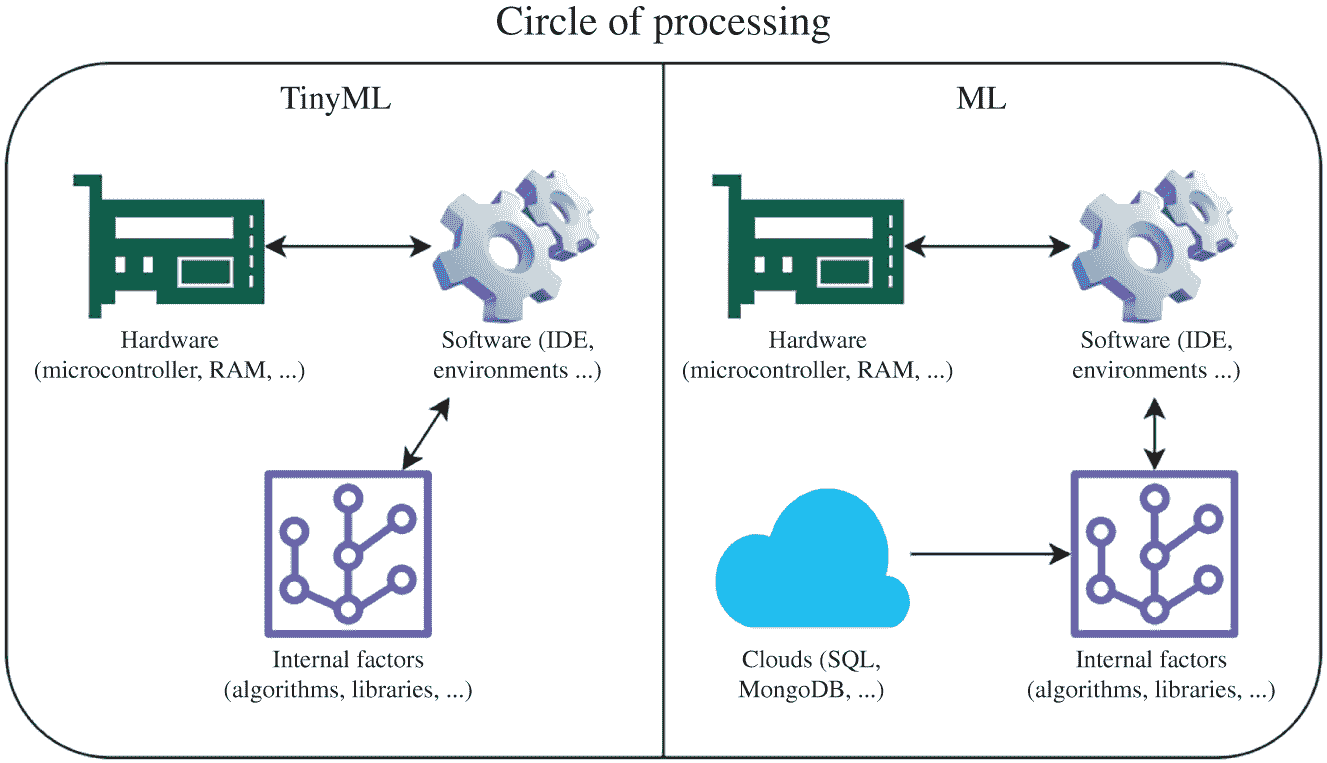 Circle of processing
TinyML
Hardware
(microcontroller, RAM, ...)
Software (IDE,
environments ...)
Internal factors
(algorithms, libraries, ...)
ML
Hardware
(microcontroller, RAM, ...)
Software (IDE,
environments ...)
Clouds (SQL,
MongoDB, ...)
Internal factors
(algorithms, libraries, ...)